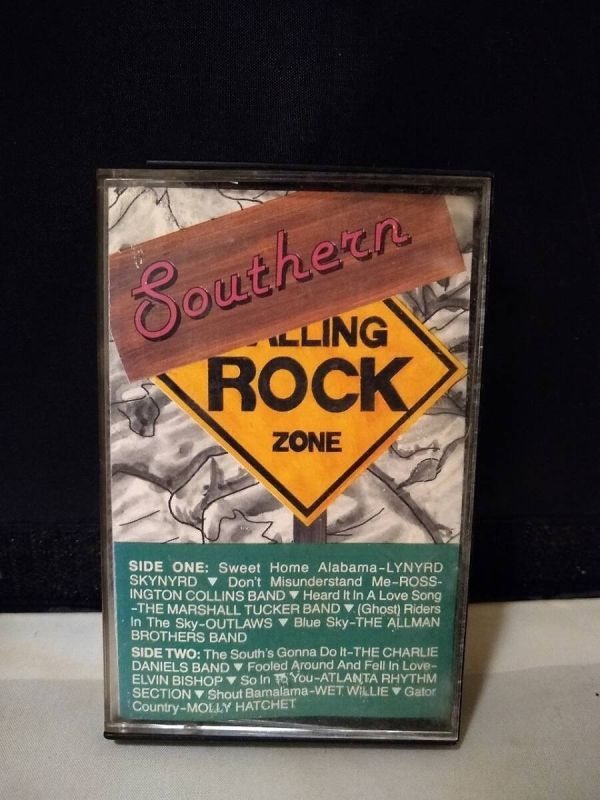 Southern
ALLING
ROCK
ZONE
SIDE ONE: Sweet Home Alabama-LYNYRD
SKYNYRD ▼ Don't Misunderstand Me-ROSS-
INGTON COLLINS BAND ▼ Heard It In A Love Song
-THE MARSHALL TUCKER BAND ▼ (Ghost) Riders
In The Sky-OUTLAWS ▼ Blue Sky-THE ALLMAN
BROTHERS BAND
SIDE TWO: The South's Gonna Do It-THE CHARLIE
DANIELS BAND ▼ Fooled Around And Fell In Love-
ELVIN BISHOP ▼ So In To You-ATLANTA RHYTHM
SECTION ▼ Shout Bamalama-WET WILLIE ▼ Gator
Country-MOLLY HATCHET